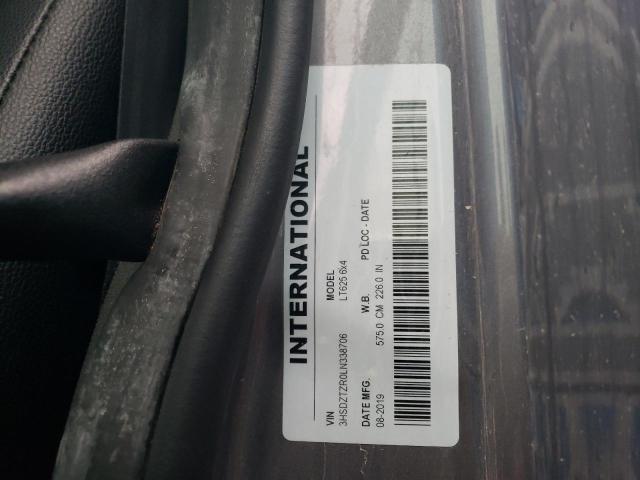 INTERNATIONAL
VIN MODEL
3HSDZTZR0LN338706 LT625 6x4
DATE MFG. W.B. PD LOC - DATE
08-2019 575.0 CM 226.0 IN